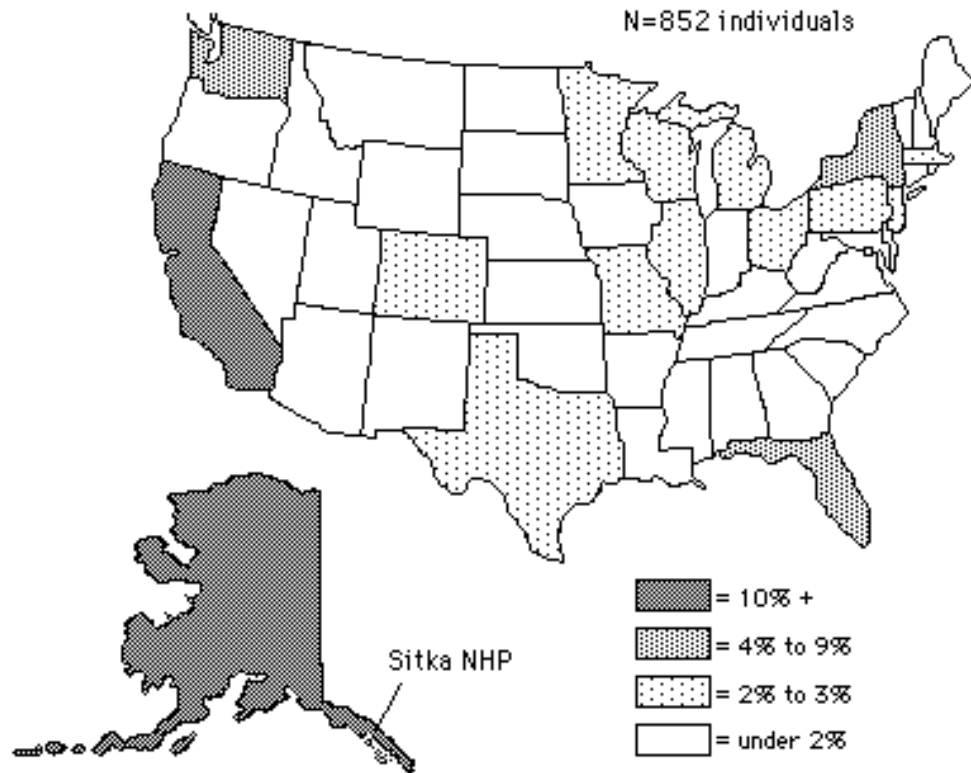 N=852 individuals
Sitka NHP
= 10% +
= 4% to 9%
= 2% to 3%
= under 2%